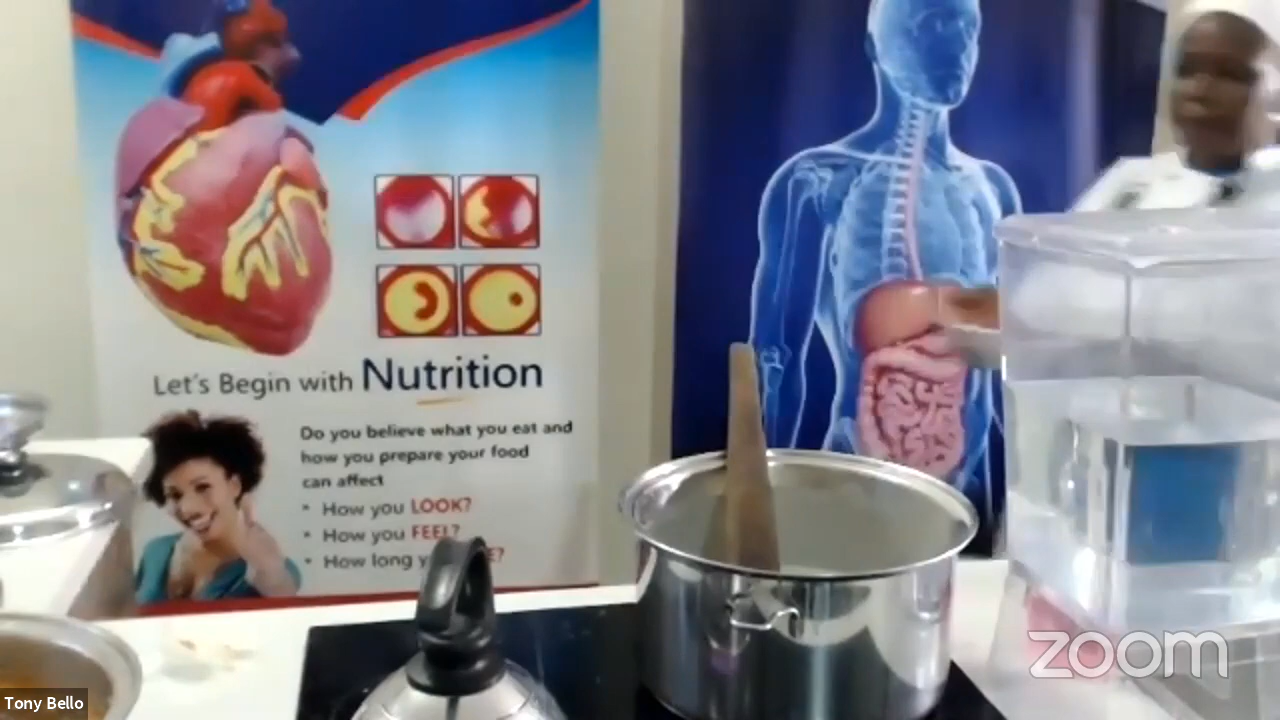 Let's Begin with Nutrition
Do you believe what you eat and
how you prepare your food
can affect
• How you LOOK?
• How you FEEL?
• How long
zoom
Tony Bello